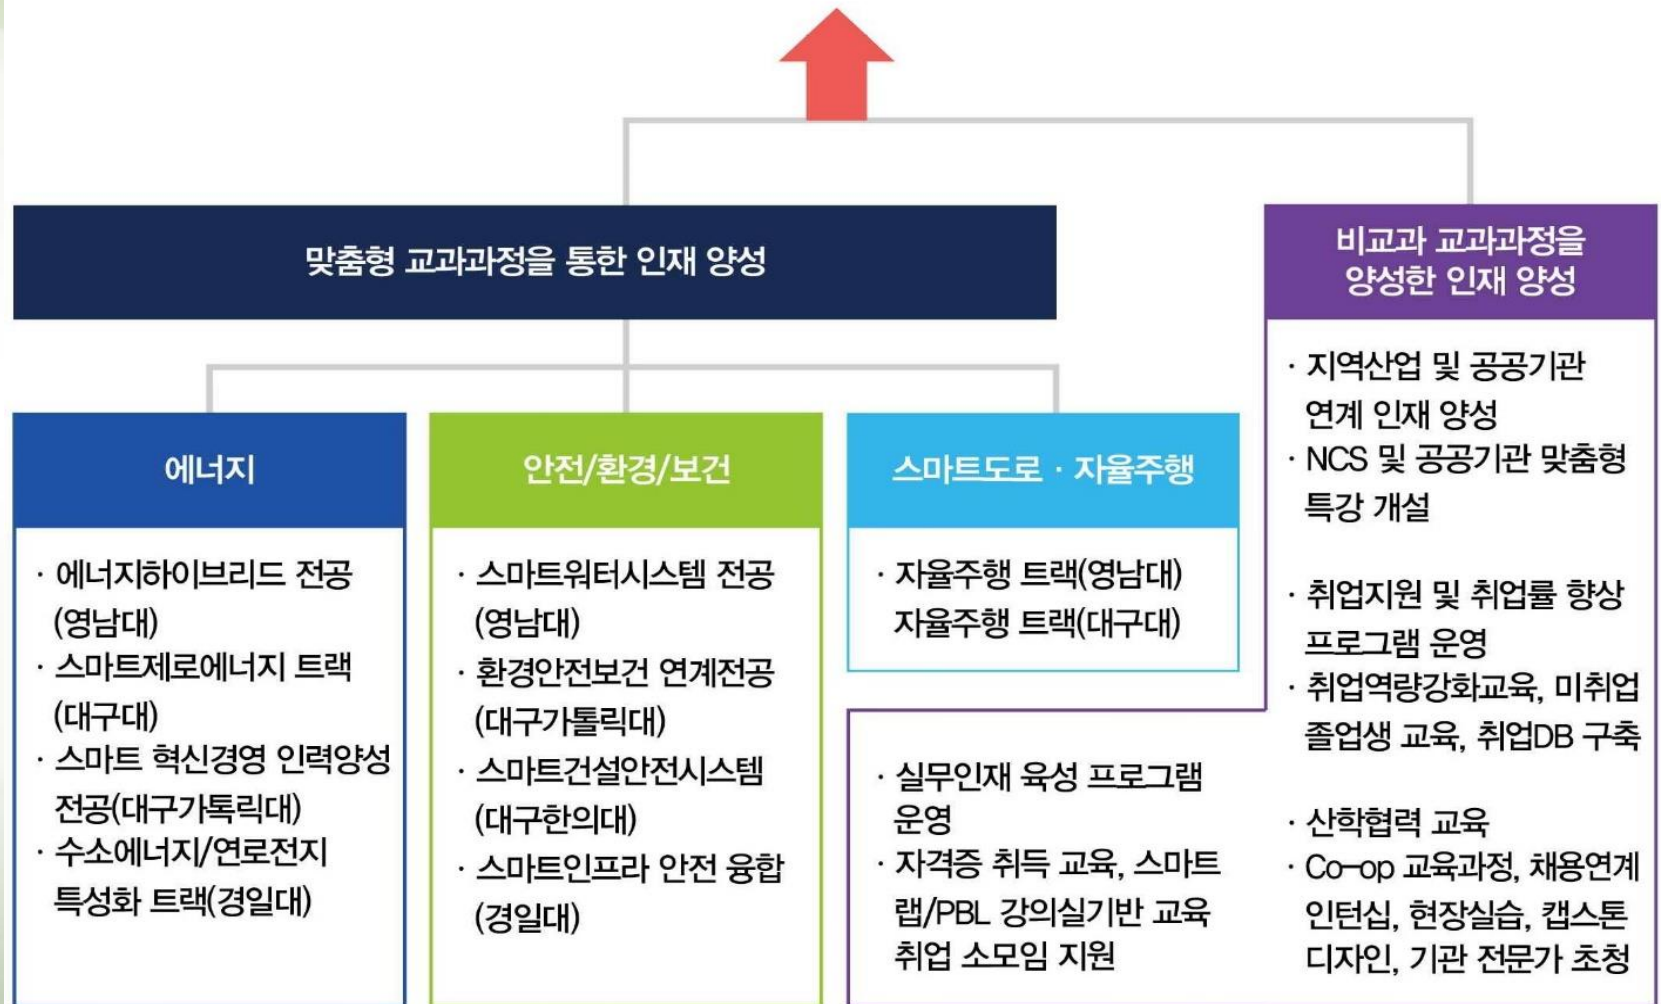 맞춤형 교과과정을 통한 인재 양성
에너지
· 에너지하이브리드 전공
(영남대)
· 스마트제로에너지 트랙
(대구대)
· 스마트 혁신경영 인력양성
전공(대구가톡릭대)
· 수소에너지/연로전지
특성화 트랙(경일대)
안전/환경/보건
· 스마트워터시스템 전공
(영남대)
· 환경안전보건 연계전공
(대구가톨릭대)
· 스마트건설안전시스템
(대구한의대)
· 스마트인프라 안전 융합
(경일대)
스마트도로 · 자율주행
· 자율주행 트랙(영남대)
자율주행 트랙(대구대)
비교과 교과과정을
양성한 인재 양성
· 지역산업 및 공공기관
연계 인재 양성
· NCS 및 공공기관 맞춤형
특강 개설
· 취업지원 및 취업률 향상
프로그램 운영
· 취업역량강화교육, 미취업
졸업생 교육, 취업DB 구축
· 산학협력 교육
· Co-op 교육과정, 채용연계
인턴십, 현장실습, 캡스톤
디자인, 기관 전문가 초청
· 실무인재 육성 프로그램
운영
· 자격증 취득 교육, 스마트
랩/PBL 강의실기반 교육
취업 소모임 지원